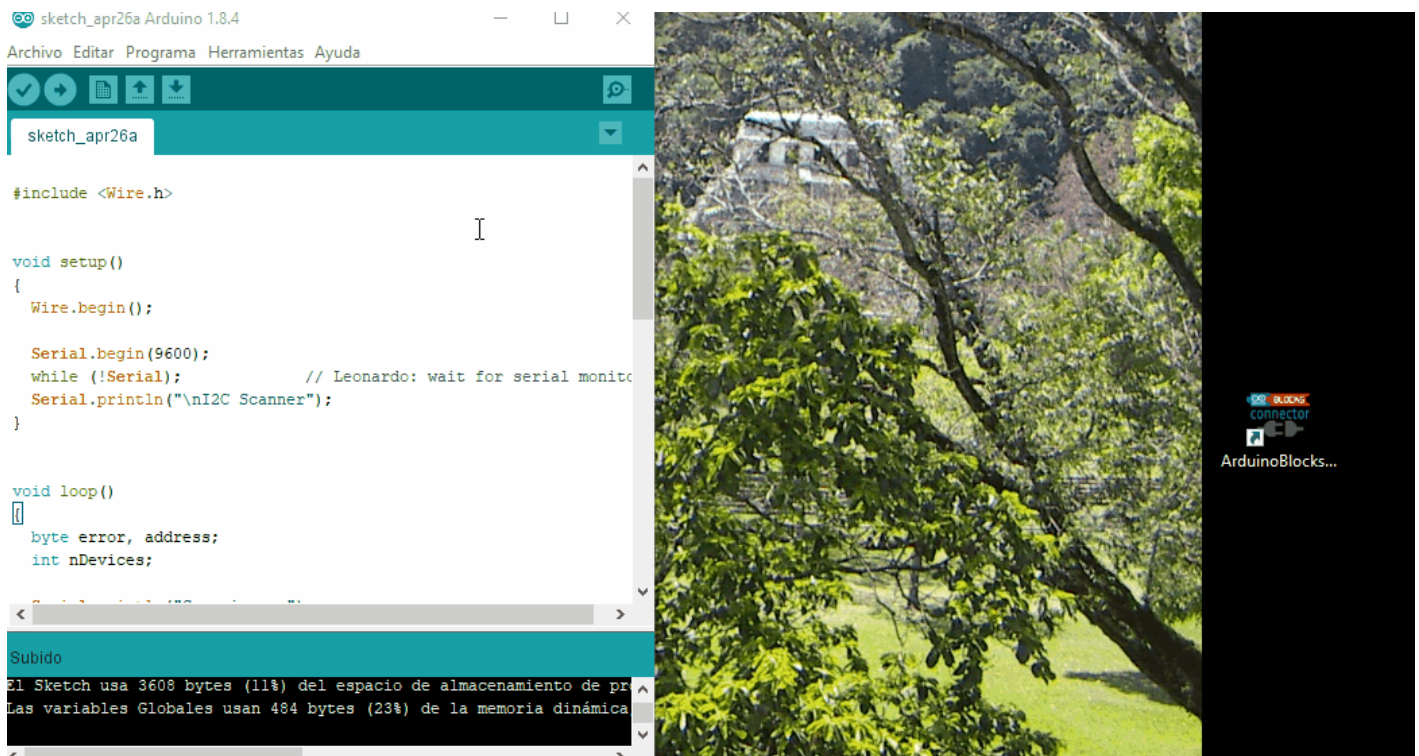 sketch_apr26a Arduino 1.8.4
Archivo Editar Programa Herramientas Ayuda
sketch_apr26a
#include <Wire.h>
void setup()
{
Wire.begin();
Serial.begin(9600);
while (!Serial); // Leonardo: wait for serial monito
Serial.println("\nI2C Scanner");
}
void loop()
{
byte error, address;
int nDevices;
Subido
El Sketch usa 3608 bytes (11%) del espacio de almacenamiento de pr
Las variables Globales usan 484 bytes (23%) de la memoria dinámica
BLOCKS
connector
ArduinoBlocks...